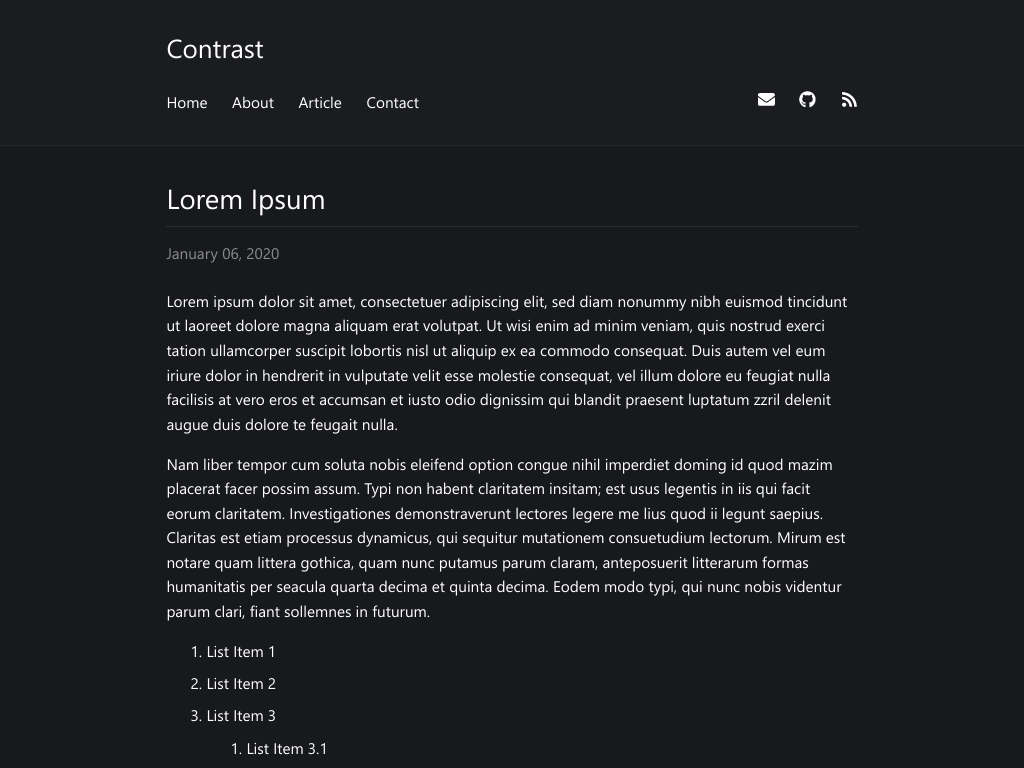 Contrast
Home About Article Contact
Lorem Ipsum
January 06, 2020
Lorem ipsum dolor sit amet, consectetuer adipiscing elit, sed diam nonummy nibh euismod tincidunt
ut laoreet dolore magna aliquam erat volutpat. Ut wisi enim ad minim veniam, quis nostrud exerci
tation ullamcorper suscipit lobortis nisl ut aliquip ex ea commodo consequat. Duis autem vel eum
iriure dolor in hendrerit in vulputate velit esse molestie consequat, vel illum dolore eu feugiat nulla
facilisis at vero eros et accumsan et iusto odio dignissim qui blandit praesent luptatum zzril delenit
augue duis dolore te feugait nulla.
Nam liber tempor cum soluta nobis eleifend option congue nihil imperdiet doming id quod mazim
placerat facer possim assum. Typi non habent claritatem insitam; est usus legentis in iis qui facit
eorum claritatem. Investigationes demonstraverunt lectores legere me lius quod ii legunt saepius.
Claritas est etiam processus dynamicus, qui sequitur mutationem consuetudium lectorum. Mirum est
notare quam littera gothica, quam nunc putamus parum claram, anteposuerit litterarum formas
humanitatis per seacula quarta decima et quinta decima. Eodem modo typi, qui nunc nobis videntur
parum clari, fiant sollemnes in futurum.
1. List Item 1
2. List Item 2
3. List Item 3
1. List Item 3.1